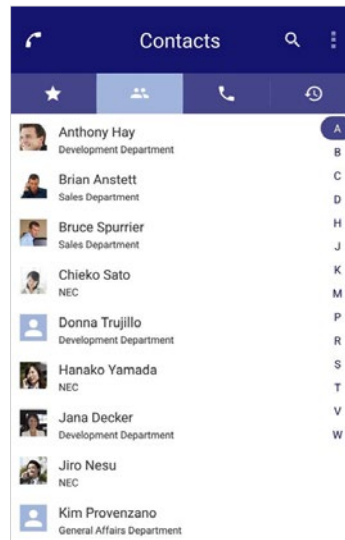 Contacts
Anthony Hay
Development Department
Brian Anstett
Sales Department
Bruce Spurrier
Sales Department
Chieko Sato
NEC
Donna Trujillo
Development Department
Hanako Yamada
NEC
Jana Decker
Development Department
Jiro Nesu
NEC
Kim Provenzano
General Affairs Department
A
B
C
D
H
J
K
M
P
R
S
T
V
W